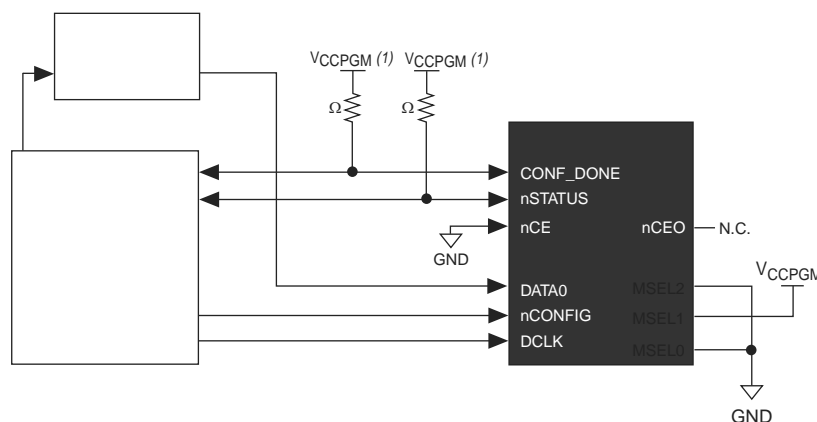 VCCPGM (1) VCCPGM (1)
Ω Ω
CONF_DONE
nSTATUS
nCE nCEO N.C.
GND
VCCPGM
DATA0 MSEL2
nCONFIG MSEL1
DCLK MSEL0
GND